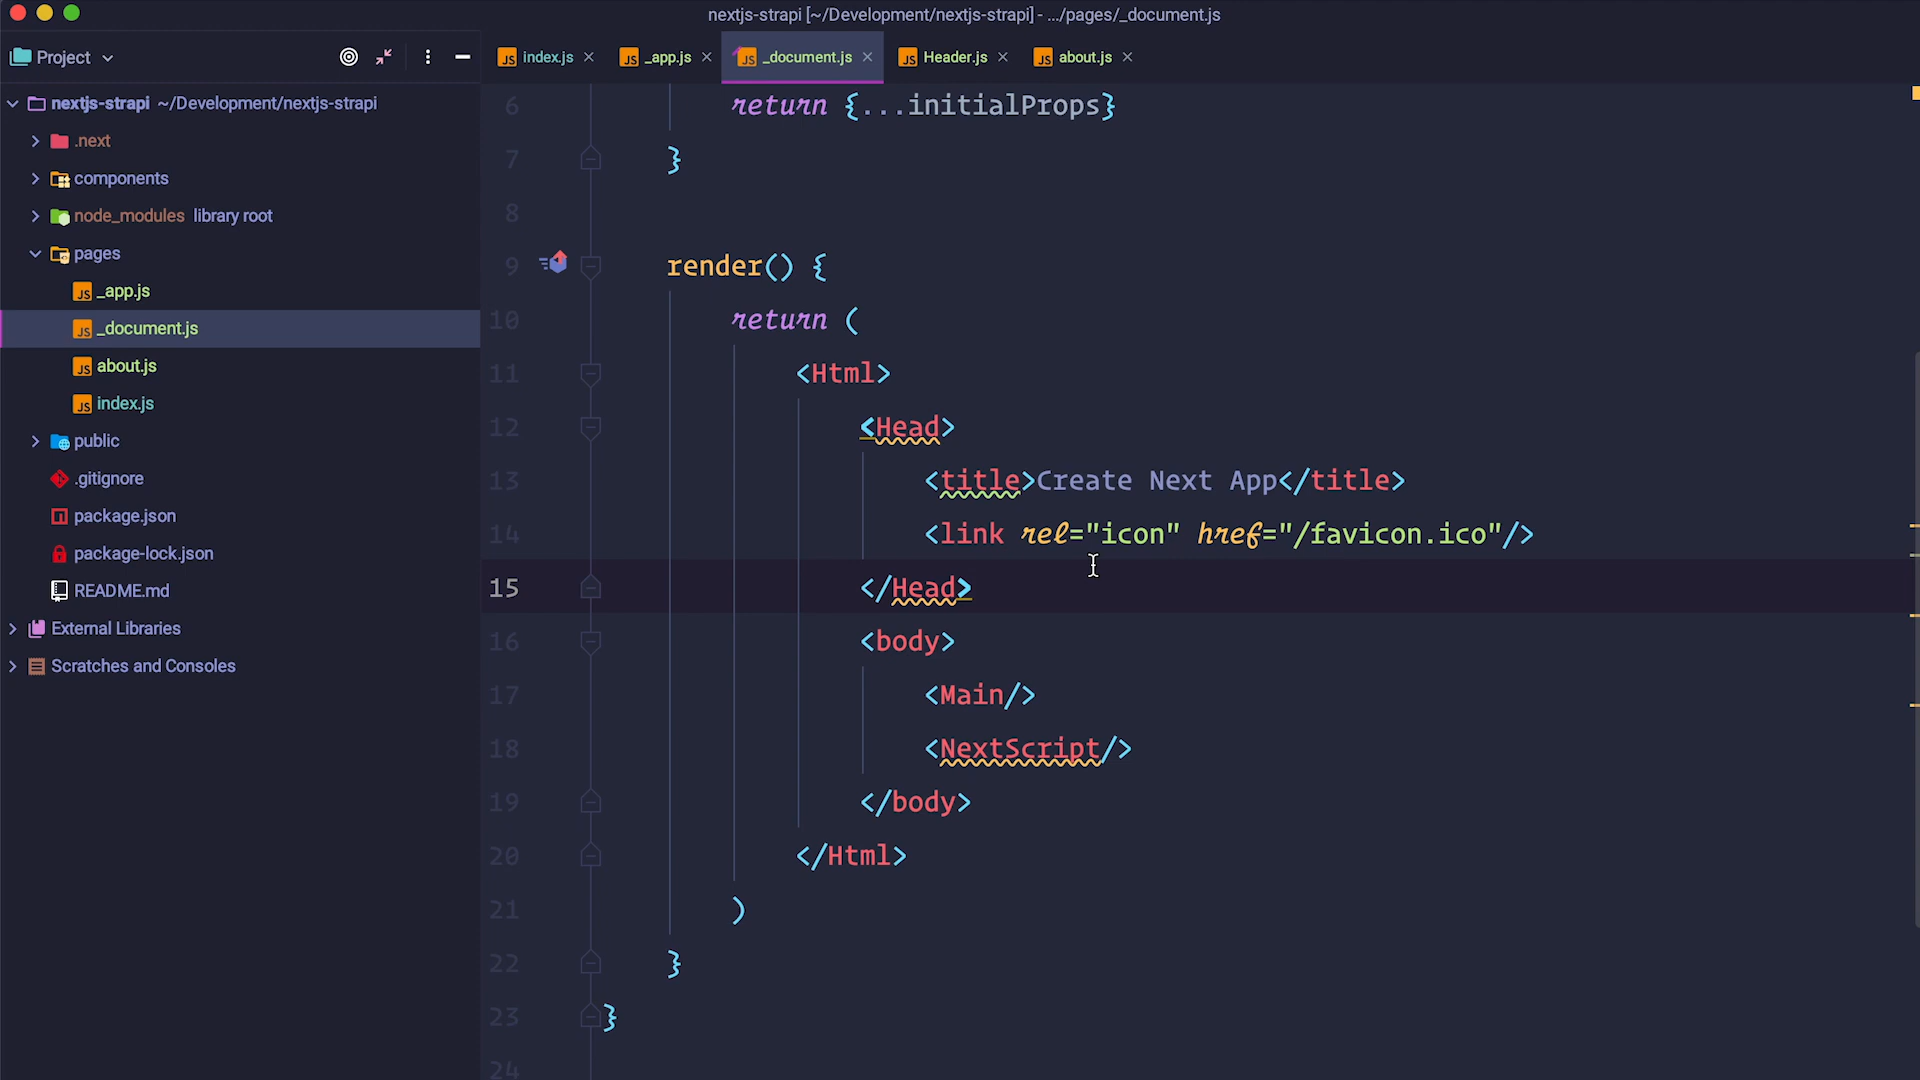 nextjs-strapi [~/Development/nextjs-strapi] - .../pages/_document.js
Project
index.js
_app.js
_document.js
Header.js
about.js
nextjs-strapi ~/Development/nextjs-strapi
.next
components
node_modules library root
pages
_app.js
_document.js
about.js
index.js
public
.gitignore
package.json
package-lock.json
README.md
External Libraries
Scratches and Consoles
6 return {...initialProps}
7 }
8
9 render() {
10 return (
11 <Html>
12 <Head>
13 <title>Create Next App</title>
14 <link rel="icon" href="/favicon.ico"/>
15 </Head>
16 <body>
17 <Main/>
18 <NextScript/>
19 </body>
20 </Html>
21 )
22 }
23 }
24